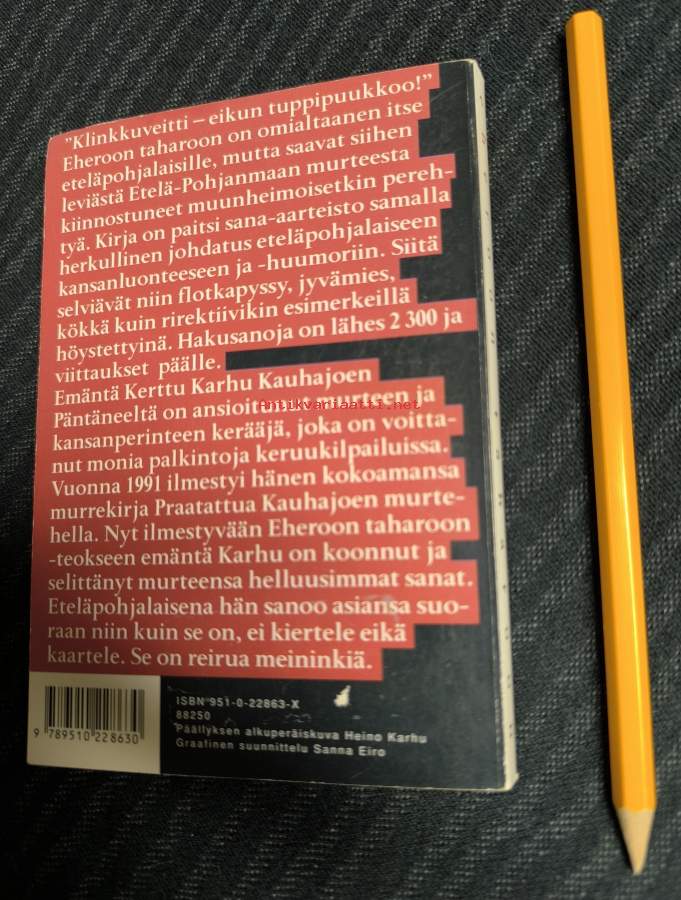 "Klinkkuveitti – eikun tuppipuukkoo!"
Eheroon taharoon on omialtaanen itse
eteläpohjalaisille, mutta saavat siihen
leviästä Etelä-Pohjanmaan murteesta
kiinnostuneet muunheimoisetkin pereh-
tyä. Kirja on paitsi sana-aarteisto samalla
herkullinen johdatus eteläpohjalaiseen
kansanluonteeseen ja -huumoriin. Siitä
selviävät niin flotkapyssy, jyvämies,
kökkä kuin rirektiivikin esimerkeillä
höystettyinä. Hakusanoja on lähes 2 300 ja
viittaukset päälle.
Emäntä Kerttu Karhu Kauhajoen
Päntäneeltä on ansioitunut murteen ja
Antikvariaatti.net
kansanperinteen kerääjä, joka on voitta-
nut monia palkintoja keruukilpailuissa.
Vuonna 1991 ilmestyi hänen kokoamansa
murrekirja Praatattua Kauhajoen murte-
hella. Nyt ilmestyvään Eheroon taharoon
-teokseen emäntä Karhu on koonnut ja
selittänyt murteensa helluusimmat sanat.
Eteläpohjalaisena hän sanoo asiansa suo-
raan niin kuin se on, ei kiertele eikä
kaartele. Se on reirua meininkiä.
ISBN 951-0-22863-X
88250
Päällyksen alkuperäiskuva Heino Karhu
Graafinen suunnittelu Sanna Eiro
9 789510 228630